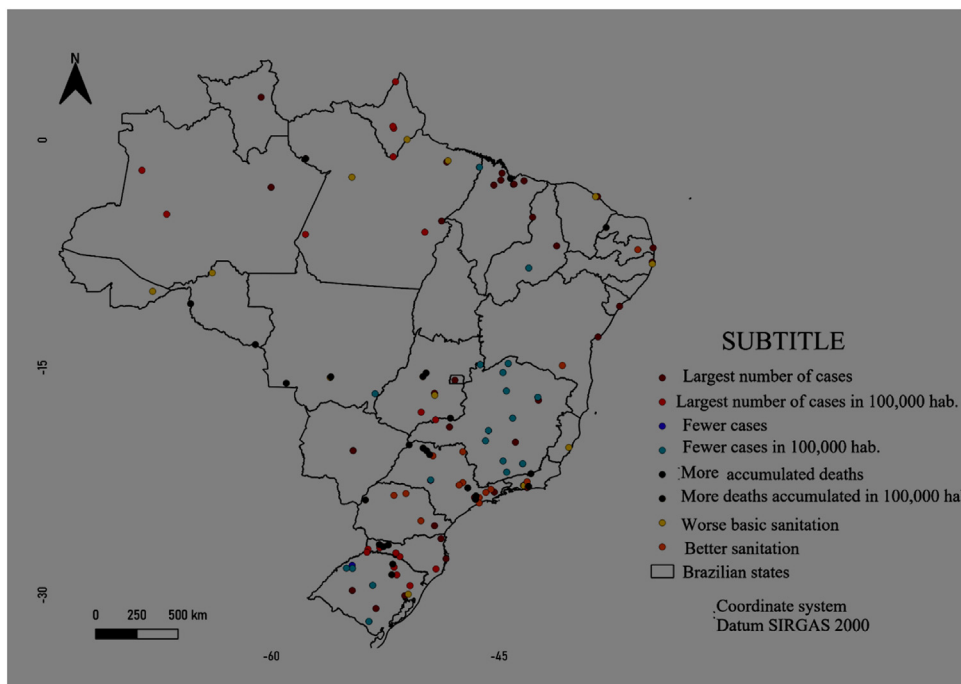 N
0
-15
-30
SUBTITLE
Largest number of cases
Largest number of cases in 100,000 hab.
Fewer cases
Fewer cases in 100,000 hab.
More accumulated deaths
More deaths accumulated in 100,000 ha
Worse basic sanitation
Better sanitation
Brazilian states
Coordinate system
Datum SIRGAS 2000
0 250 500 km
-60 -45